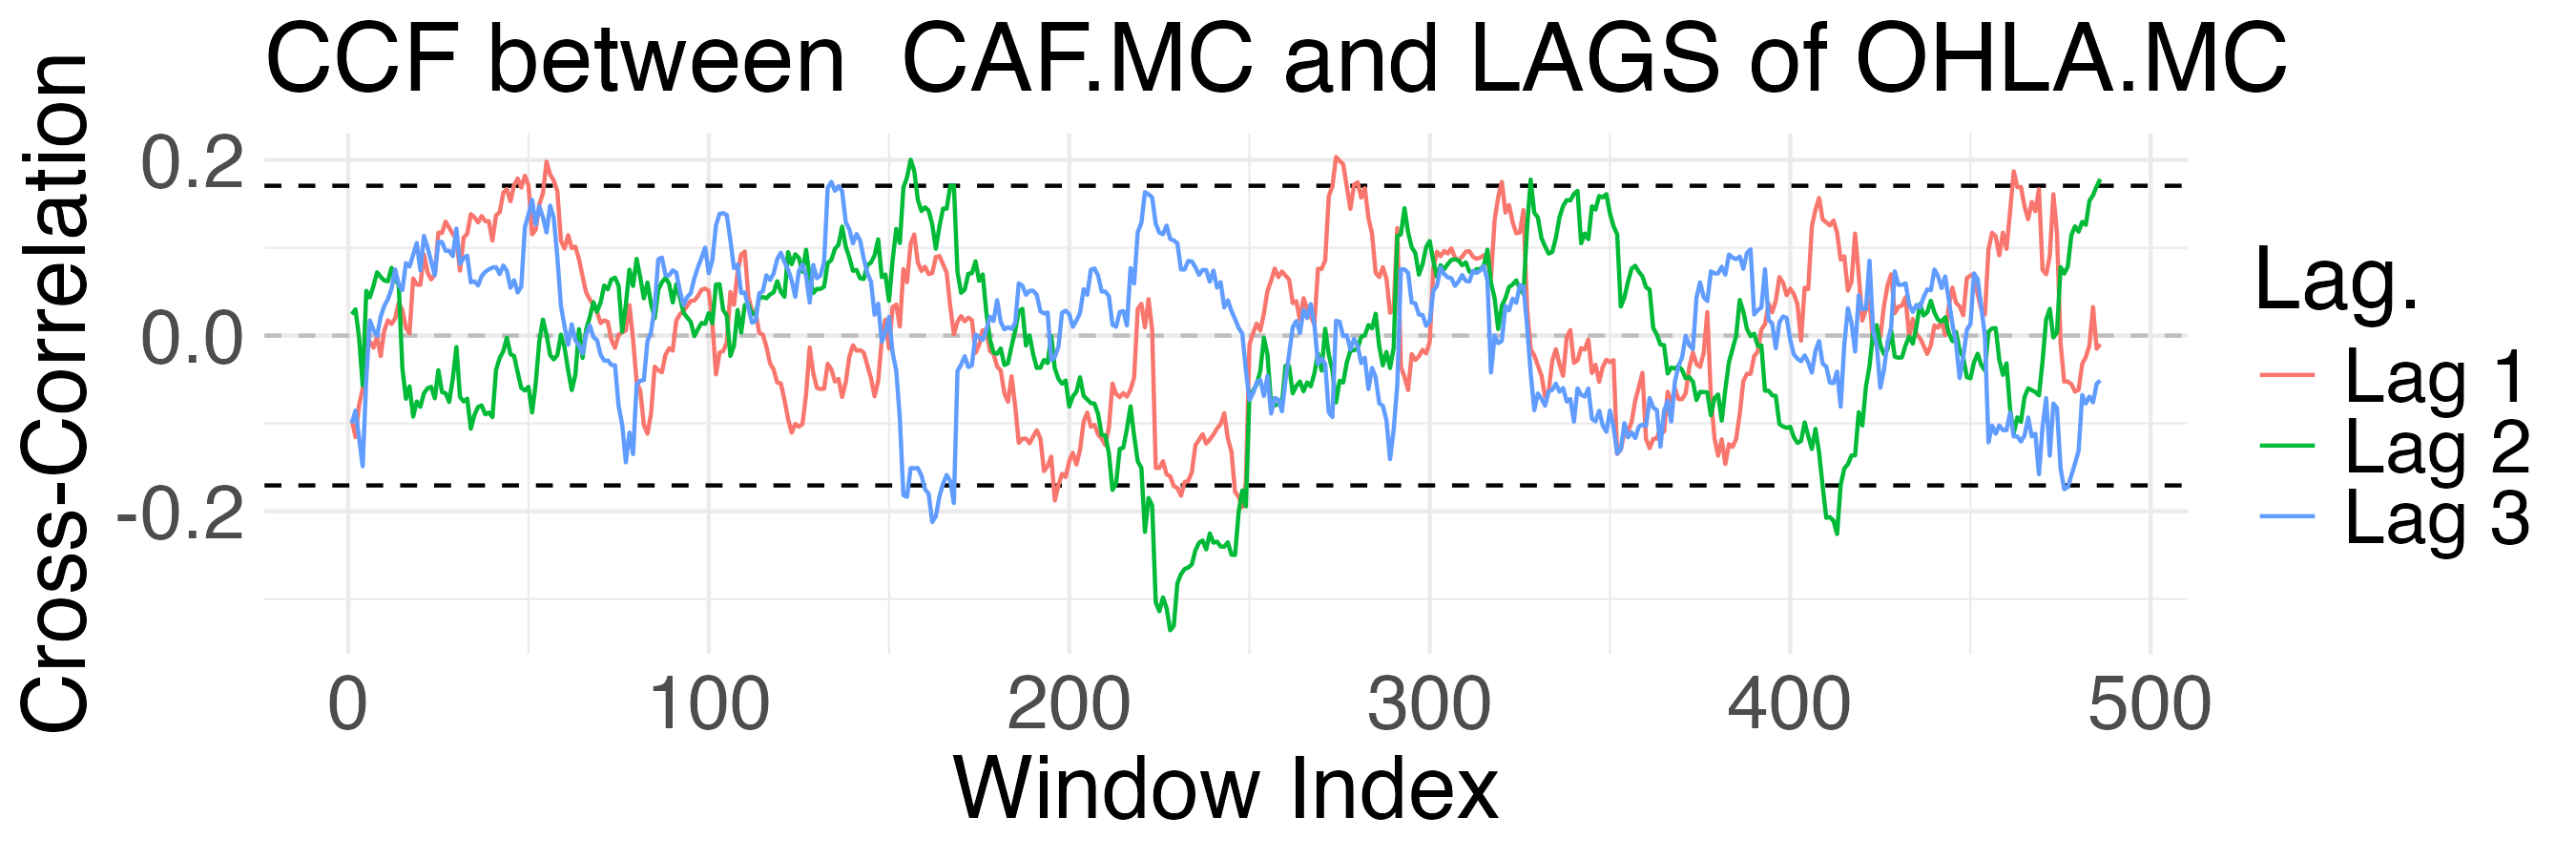 CCF between  CAF.MC and LAGS of OHLA.MC
Cross-Correlation
0.2
0.0
-0.2
0 100 200 300 400 500
Window Index
Lag.
Lag 1
Lag 2
Lag 3